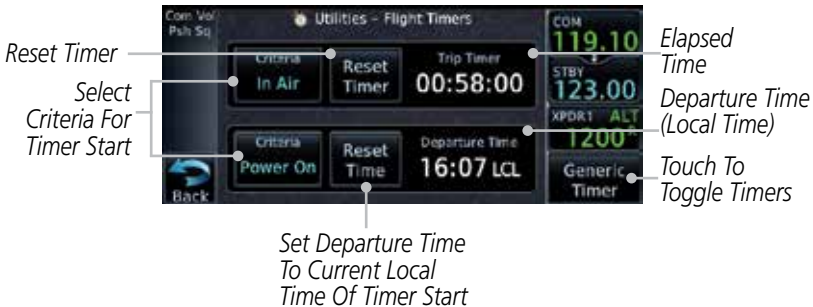 Com Vol
Psh Sq
Utilities – Flight Timers
COM
119.10
STBY
123.00
XPDR1 ALT
1200 R
Criteria
In Air
Reset
Timer
Trip Timer
00:58:00
Criteria
Power On
Reset
Time
Departure Time
16:07 LCL
Back
Generic
Timer
Reset Timer
Select
Criteria For
Timer Start
Elapsed
Time
Departure Time
(Local Time)
Touch To
Toggle Timers
Set Departure Time
To Current Local
Time Of Timer Start